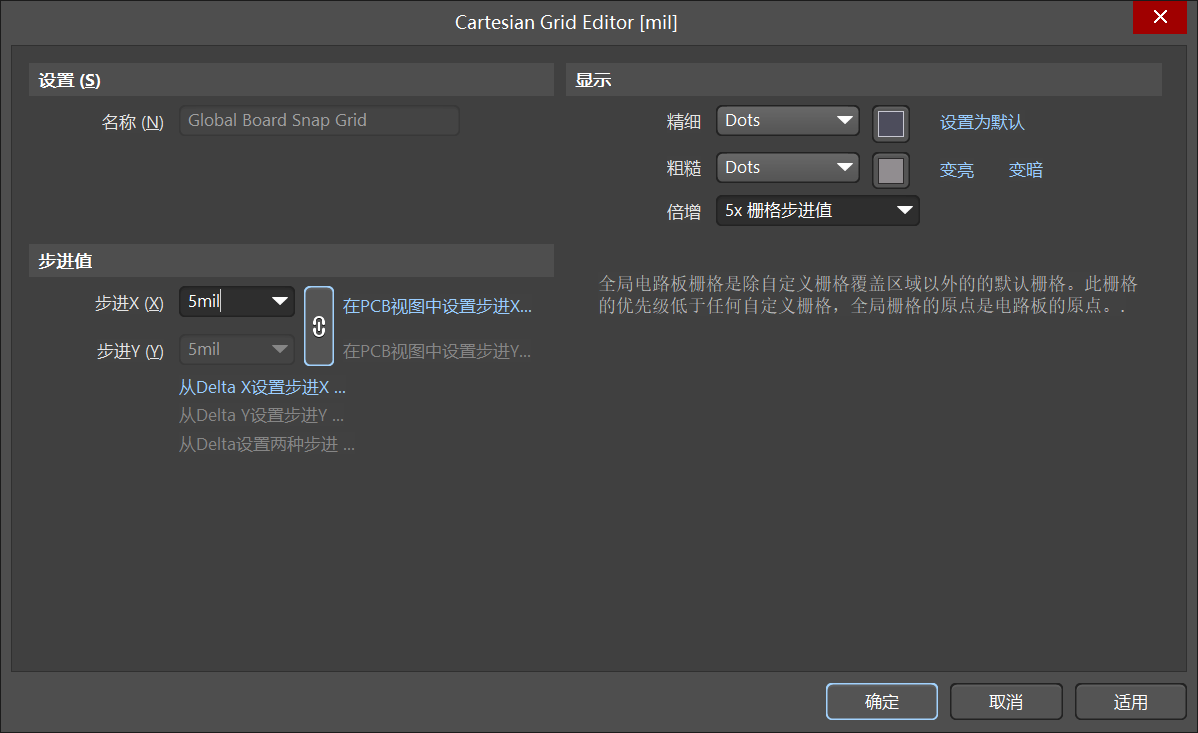 Cartesian Grid Editor [mil]
设置 (S)
名称 (N) Global Board Snap Grid
步进值
步进X (X) 5mil 在PCB视图中设置步进X...
步进Y (Y) 5mil 在PCB视图中设置步进Y...
从Delta X设置步进X ...
从Delta Y设置步进Y ...
从Delta设置两种步进 ...
显示
精细 Dots 设置为默认
粗糙 Dots 变亮 变暗
倍增 5x 栅格步进值
全局电路板栅格是除自定义栅格覆盖区域以外的的默认栅格。此栅格
的优先级低于任何自定义栅格，全局栅格的原点是电路板的原点。.
确定 取消 适用